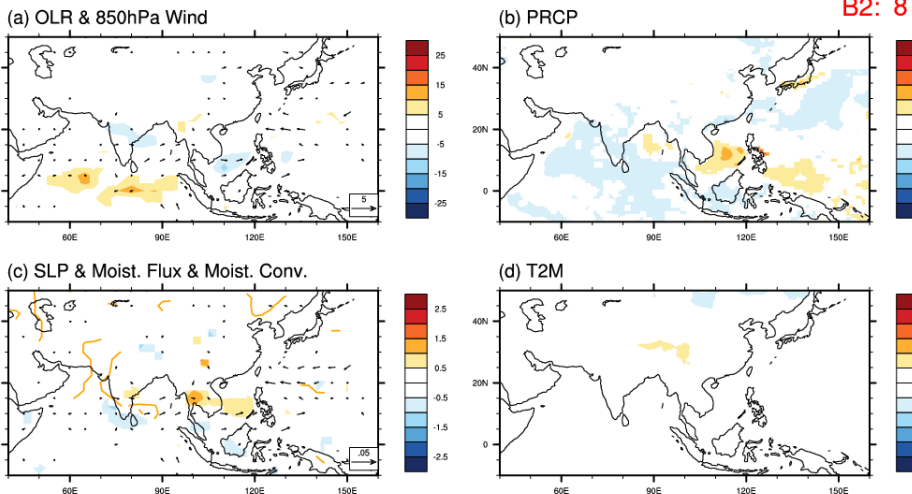 B2: 8
(a) OLR & 850hPa Wind
(b) PRCP
40N
20N
0
60E 90E 120E 150E
60E 90E 120E 150E
25
15
5
-5
-15
-25
5
(c) SLP & Moist. Flux & Moist. Conv.
(d) T2M
40N
20N
0
60E 90E 120E 150E
60E 90E 120E 150E
2.5
1.5
0.5
-0.5
-1.5
-2.5
.05